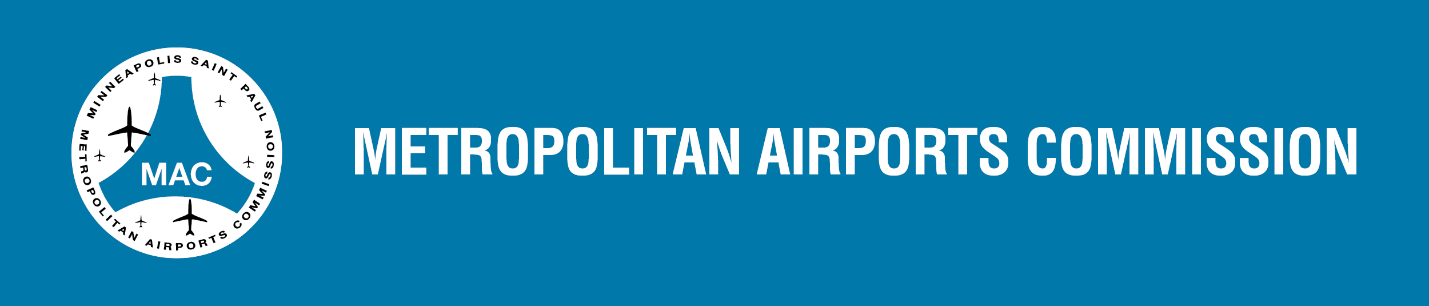 MINNEAPOLIS SAINT PAUL
METROPOLITAN AIRPORTS COMMISSION
MAC
METROPOLITAN AIRPORTS COMMISSION